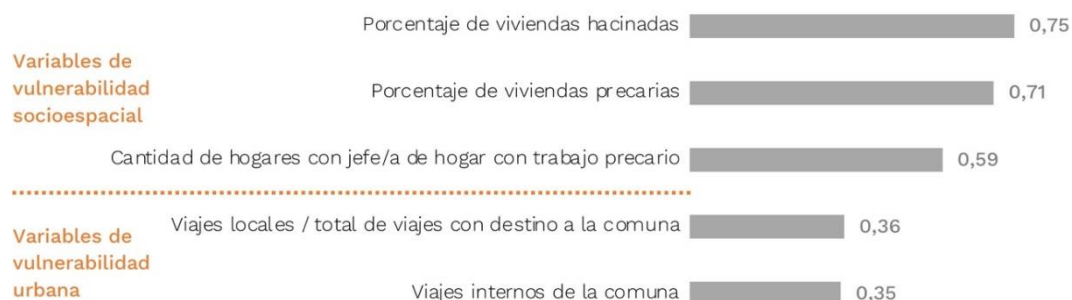 Porcentaje de viviendas hacinadas 0,75
Variables de
vulnerabilidad
socioespacial
Porcentaje de viviendas precarias 0,71
Cantidad de hogares con jefe/a de hogar con trabajo precario 0,59
Variables de
vulnerabilidad
urbana
Viajes locales / total de viajes con destino a la comuna 0,36
Viajes internos de la comuna 0,35